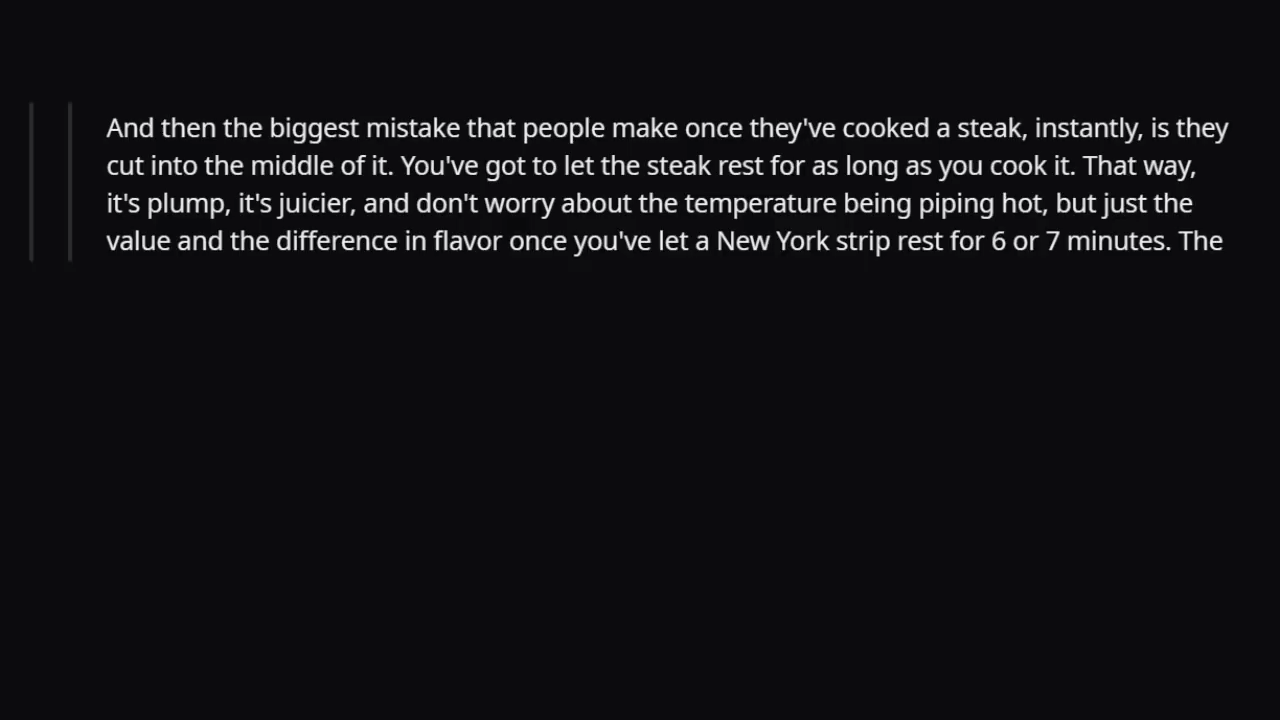 And then the biggest mistake that people make once they've cooked a steak, instantly, is they
cut into the middle of it. You've got to let the steak rest for as long as you cook it. That way,
it's plump, it's juicier, and don't worry about the temperature being piping hot, but just the
value and the difference in flavor once you've let a New York strip rest for 6 or 7 minutes. The